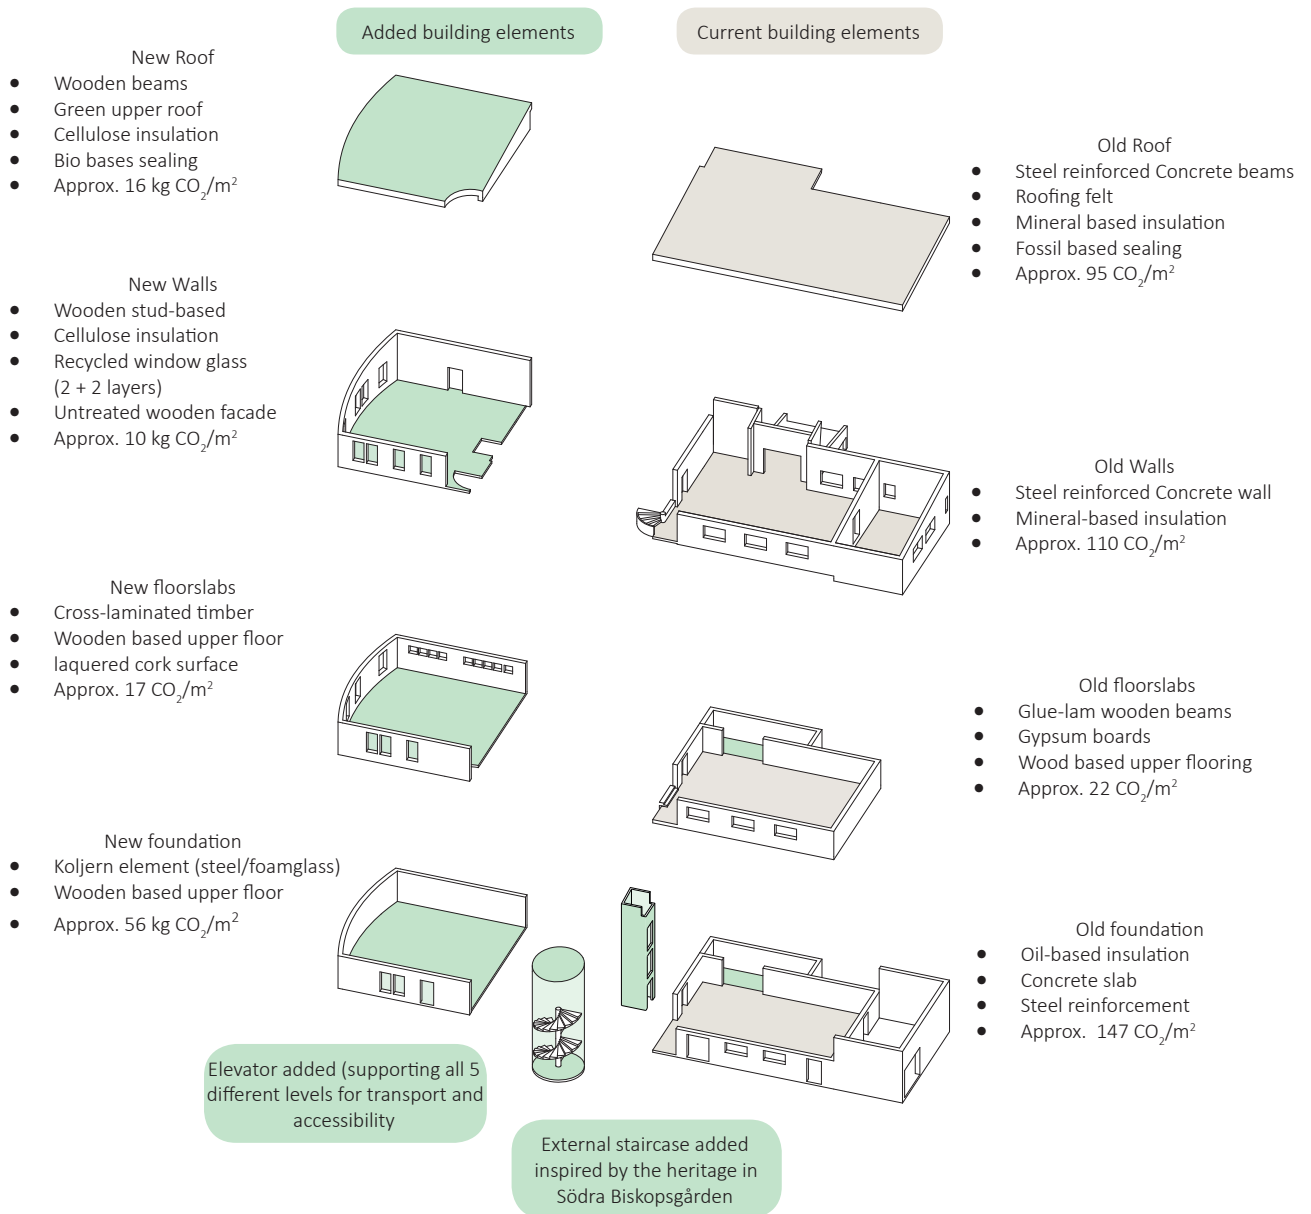 Added building elements
Current building elements
New Roof
• Wooden beams
• Green upper roof
• Cellulose insulation
• Bio bases sealing
• Approx. 16 kg CO₂/m²
Old Roof
• Steel reinforced Concrete beams
• Roofing felt
• Mineral based insulation
• Fossil based sealing
• Approx. 95 CO₂/m²
New Walls
• Wooden stud-based
• Cellulose insulation
• Recycled window glass
(2 + 2 layers)
• Untreated wooden facade
• Approx. 10 kg CO₂/m²
Old Walls
• Steel reinforced Concrete wall
• Mineral-based insulation
• Approx. 110 CO₂/m²
New floorslabs
• Cross-laminated timber
• Wooden based upper floor
• laquered cork surface
• Approx. 17 CO₂/m²
Old floorslabs
• Glue-lam wooden beams
• Gypsum boards
• Wood based upper flooring
• Approx. 22 CO₂/m²
New foundation
• Koljern element (steel/foamglass)
• Wooden based upper floor
• Approx. 56 kg CO₂/m²
Old foundation
• Oil-based insulation
• Concrete slab
• Steel reinforcement
• Approx. 147 CO₂/m²
Elevator added (supporting all 5
different levels for transport and
accessibility
External staircase added
inspired by the heritage in
Södra Biskopsgården